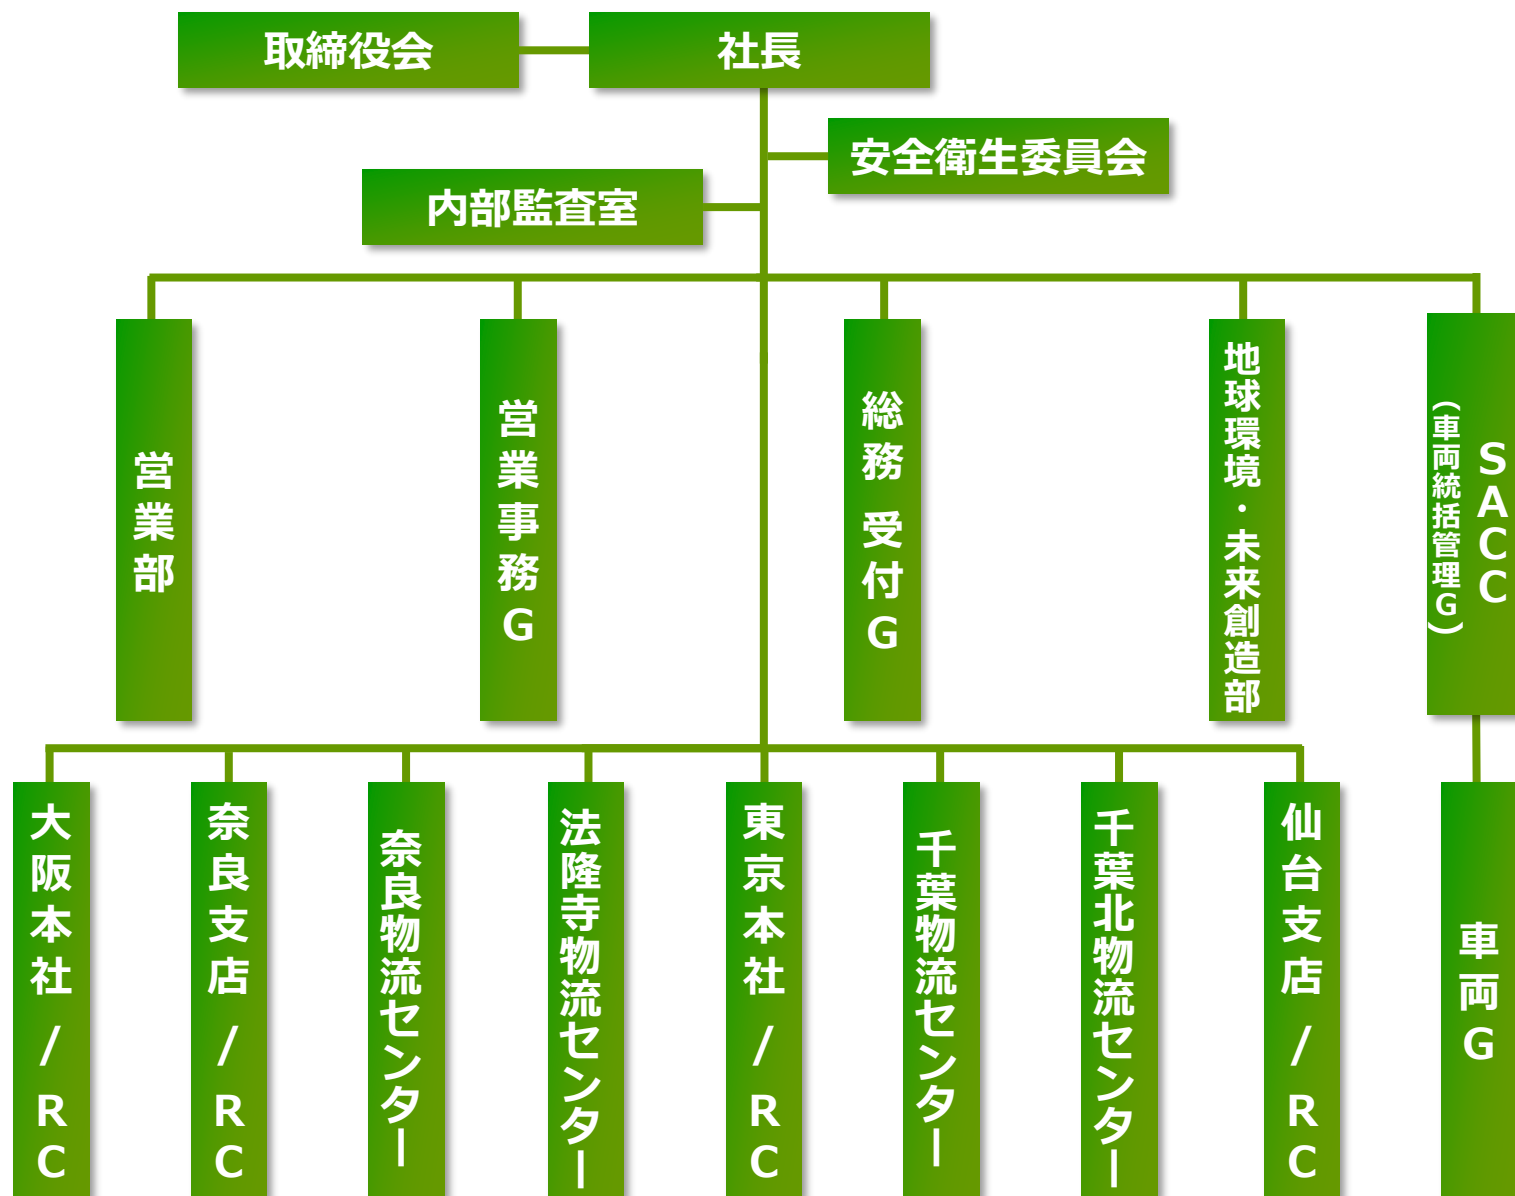 取締役会
社長
安全衛生委員会
内部監査室
営業部
営業事務G
総務 受付G
地球環境・未来創造部
SACC
（車両統括管理G）
大阪本社/RC
奈良支店/RC
奈良物流センター
法隆寺物流センター
東京本社/RC
千葉物流センター
千葉北物流センター
仙台支店/RC
車両G